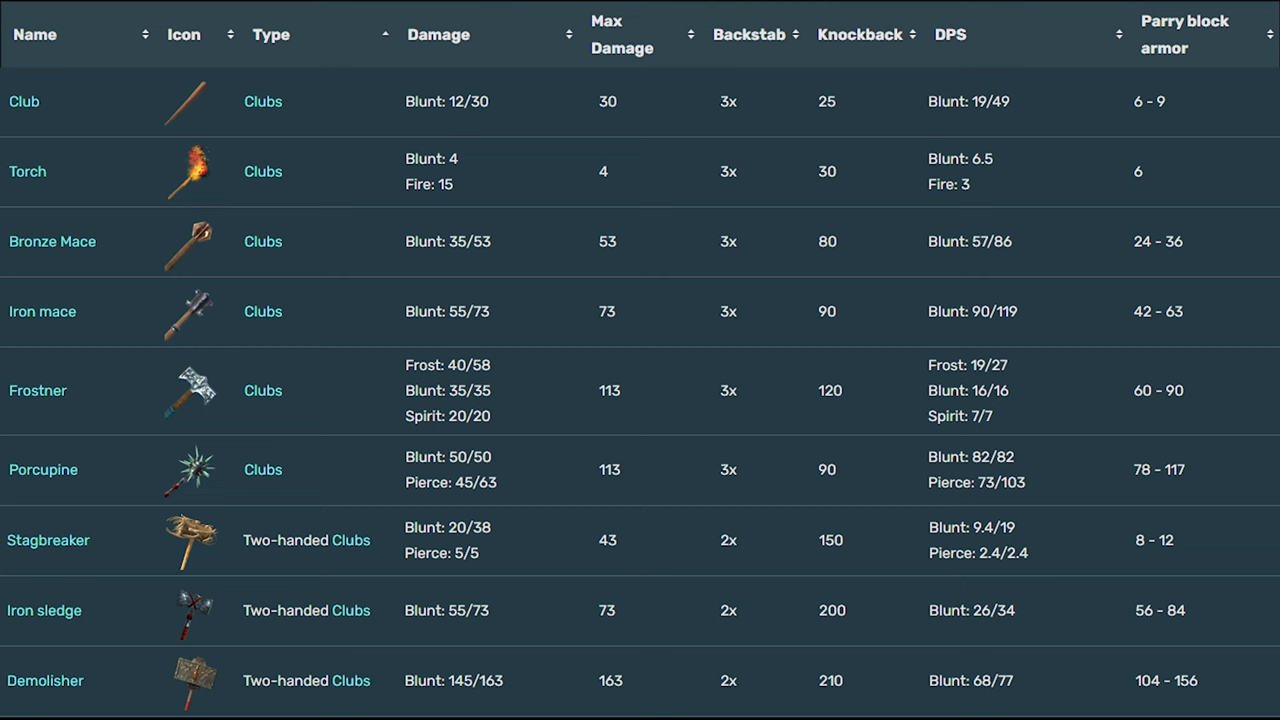 Name Icon Type Damage Max Damage Backstab Knockback DPS Parry block armor
Club Clubs Blunt: 12/30 30 3x 25 Blunt: 19/49 6 - 9
Torch Clubs Blunt: 4 Fire: 15 4 3x 30 Blunt: 6.5 Fire: 3 6
Bronze Mace Clubs Blunt: 35/53 53 3x 80 Blunt: 57/86 24 - 36
Iron mace Clubs Blunt: 55/73 73 3x 90 Blunt: 90/119 42 - 63
Frostner Clubs Frost: 40/58 Blunt: 35/35 Spirit: 20/20 113 3x 120 Frost: 19/27 Blunt: 16/16 Spirit: 7/7 60 - 90
Porcupine Clubs Blunt: 50/50 Pierce: 45/63 113 3x 90 Blunt: 82/82 Pierce: 73/103 78 - 117
Stagbreaker Two-handed Clubs Blunt: 20/38 Pierce: 5/5 43 2x 150 Blunt: 9.4/19 Pierce: 2.4/2.4 8 - 12
Iron sledge Two-handed Clubs Blunt: 55/73 73 2x 200 Blunt: 26/34 56 - 84
Demolisher Two-handed Clubs Blunt: 145/163 163 2x 210 Blunt: 68/77 104 - 156